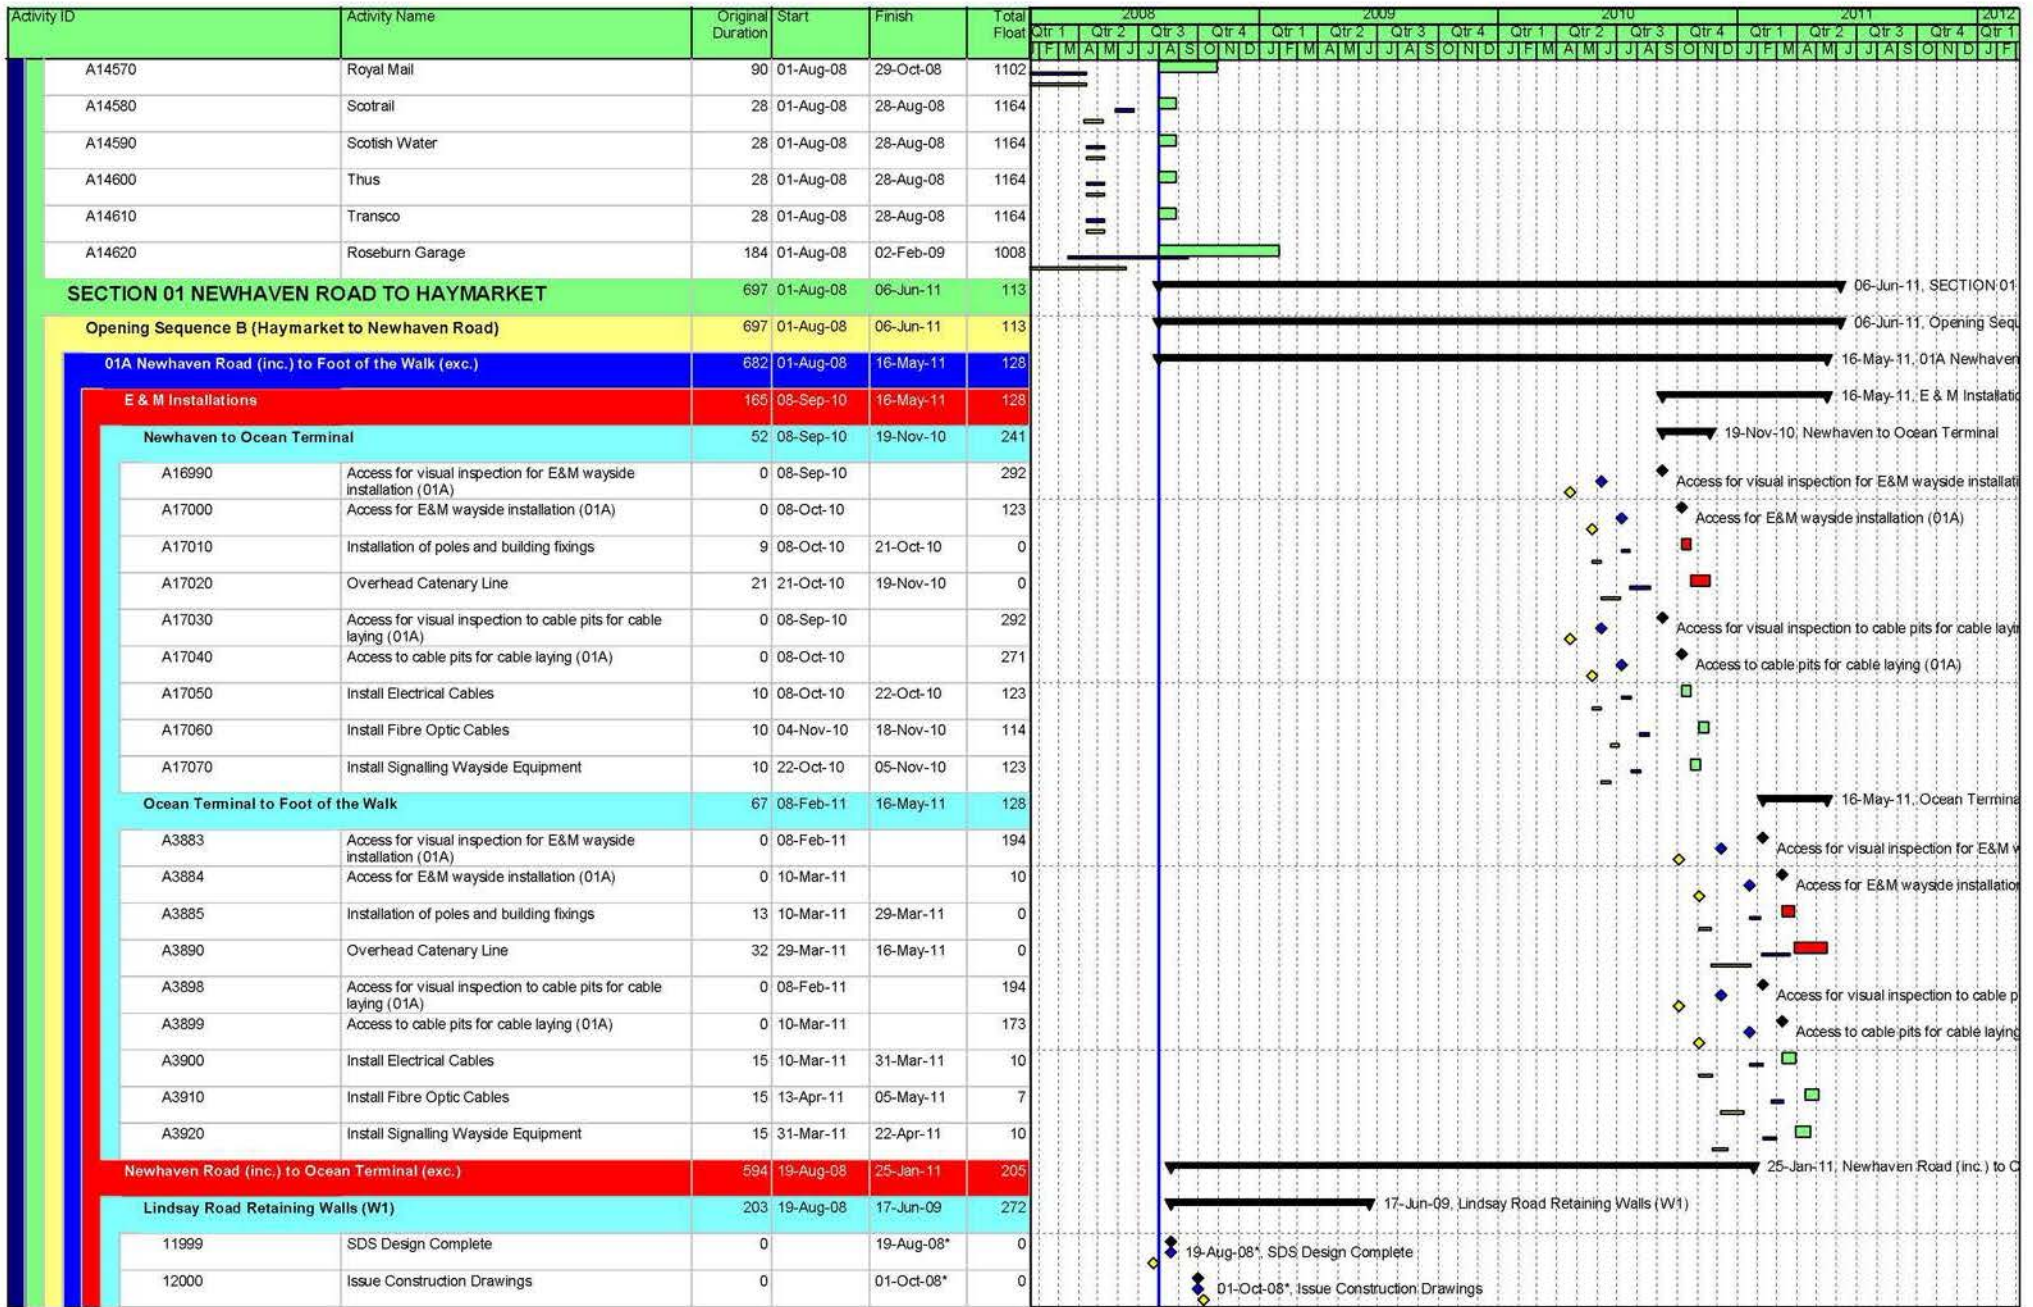 Activity ID Activity Name Original Duration Start Finish Total Float
2008 2009 2010 2011 2012
Qtr 1 Qtr 2 Qtr 3 Qtr 4 Qtr 1 Qtr 2 Qtr 3 Qtr 4 Qtr 1 Qtr 2 Qtr 3 Qtr 4 Qtr 1 Qtr 2 Qtr 3 Qtr 4 Qtr 1
F M A M J J A S O N D J F M A M J J A S O N D J F M A M J J A S O N D J F M A M J J A S O N D J F
A14570 Royal Mail 90 01-Aug-08 29-Oct-08 1102
A14580 Scotrail 28 01-Aug-08 28-Aug-08 1164
A14590 Scotish Water 28 01-Aug-08 28-Aug-08 1164
A14600 Thus 28 01-Aug-08 28-Aug-08 1164
A14610 Transco 28 01-Aug-08 28-Aug-08 1164
A14620 Roseburn Garage 184 01-Aug-08 02-Feb-09 1008
SECTION 01 NEWHAVEN ROAD TO HAYMARKET 697 01-Aug-08 06-Jun-11 113 06-Jun-11, SECTION 01
Opening Sequence B (Haymarket to Newhaven Road) 697 01-Aug-08 06-Jun-11 113 06-Jun-11, Opening Sequ
01A Newhaven Road (inc.) to Foot of the Walk (exc.) 682 01-Aug-08 16-May-11 128 16-May-11, 01A Newhaven
E & M Installations 165 08-Sep-10 16-May-11 128 16-May-11, E & M Installatio
Newhaven to Ocean Terminal 52 08-Sep-10 19-Nov-10 241 19-Nov-10, Newhaven to Ocean Terminal
A16990 Access for visual inspection for E&M wayside installation (01A) 0 08-Sep-10 292 Access for visual inspection for E&M wayside installati
A17000 Access for E&M wayside installation (01A) 0 08-Oct-10 123 Access for E&M wayside installation (01A)
A17010 Installation of poles and building fixings 9 08-Oct-10 21-Oct-10 0
A17020 Overhead Catenary Line 21 21-Oct-10 19-Nov-10 0
A17030 Access for visual inspection to cable pits for cable laying (01A) 0 08-Sep-10 292 Access for visual inspection to cable pits for cable layin
A17040 Access to cable pits for cable laying (01A) 0 08-Oct-10 271 Access to cable pits for cable laying (01A)
A17050 Install Electrical Cables 10 08-Oct-10 22-Oct-10 123
A17060 Install Fibre Optic Cables 10 04-Nov-10 18-Nov-10 114
A17070 Install Signalling Wayside Equipment 10 22-Oct-10 05-Nov-10 123
Ocean Terminal to Foot of the Walk 67 08-Feb-11 16-May-11 128 16-May-11, Ocean Termina
A3883 Access for visual inspection for E&M wayside installation (01A) 0 08-Feb-11 194 Access for visual inspection for E&M w
A3884 Access for E&M wayside installation (01A) 0 10-Mar-11 10 Access for E&M wayside installation
A3885 Installation of poles and building fixings 13 10-Mar-11 29-Mar-11 0
A3890 Overhead Catenary Line 32 29-Mar-11 16-May-11 0
A3898 Access for visual inspection to cable pits for cable laying (01A) 0 08-Feb-11 194 Access for visual inspection to cable p
A3899 Access to cable pits for cable laying (01A) 0 10-Mar-11 173 Access to cable pits for cable laying
A3900 Install Electrical Cables 15 10-Mar-11 31-Mar-11 10
A3910 Install Fibre Optic Cables 15 13-Apr-11 05-May-11 7
A3920 Install Signalling Wayside Equipment 15 31-Mar-11 22-Apr-11 10
Newhaven Road (inc.) to Ocean Terminal (exc.) 594 19-Aug-08 25-Jan-11 205 25-Jan-11, Newhaven Road (inc.) to O
Lindsay Road Retaining Walls (W1) 203 19-Aug-08 17-Jun-09 272 17-Jun-09, Lindsay Road Retaining Walls (W1)
11999 SDS Design Complete 0 19-Aug-08* 0 19-Aug-08*, SDS Design Complete
12000 Issue Construction Drawings 0 01-Oct-08* 0 01-Oct-08*, Issue Construction Drawings